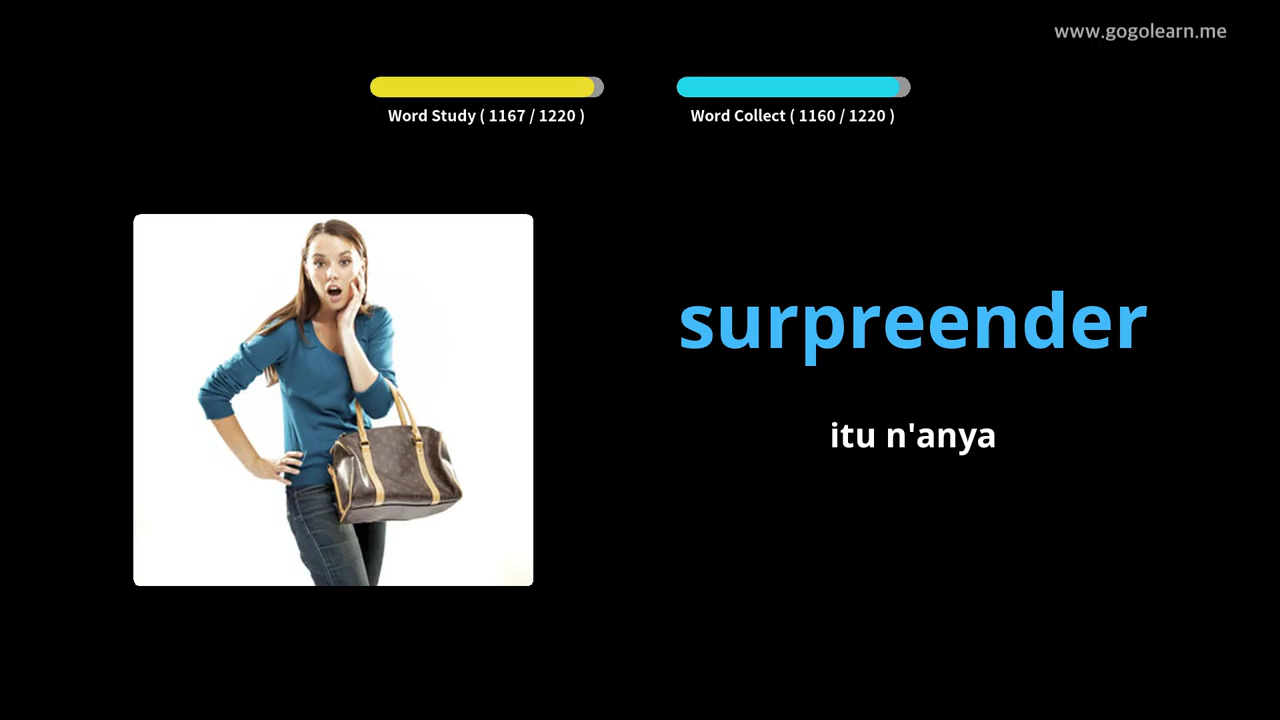 www.gogolearn.me
Word Study ( 1167 / 1220 )
Word Collect ( 1160 / 1220 )
surpreender
itu n'anya